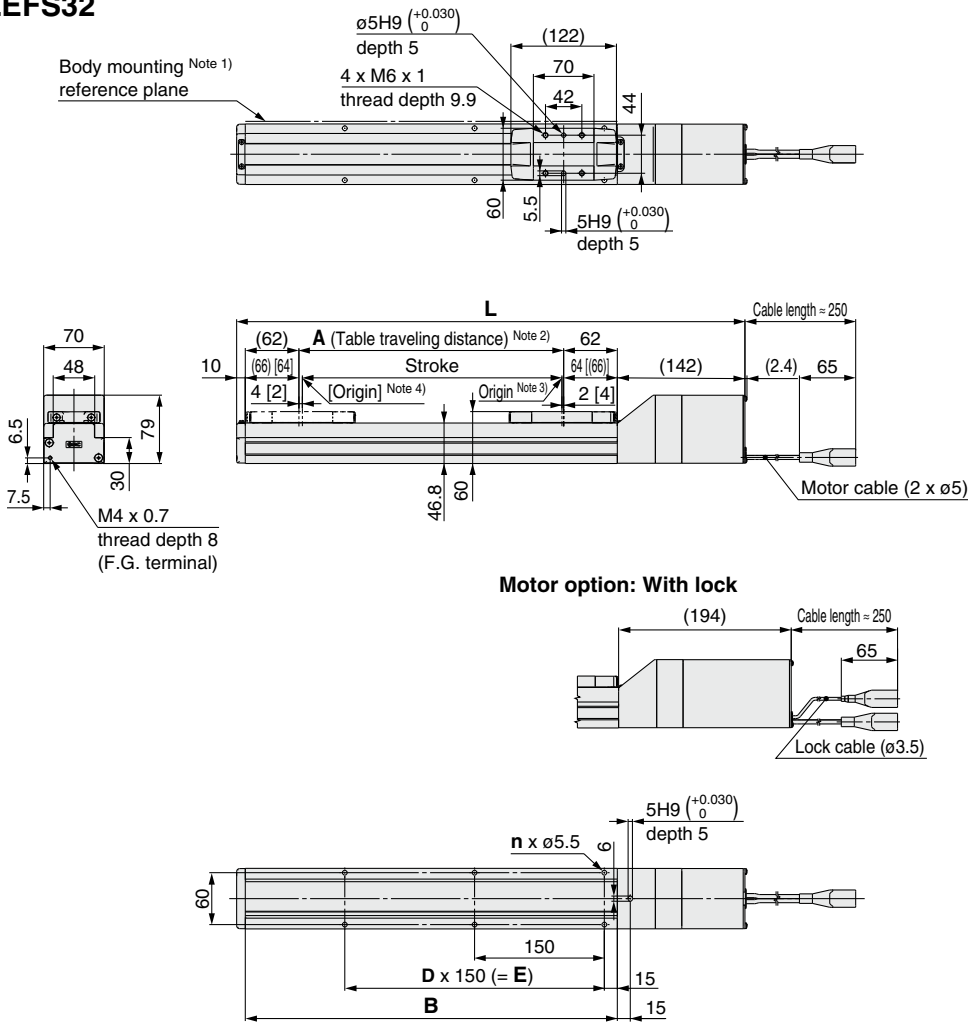 LEFS32
ø5H9 (+0.030 0)
depth 5
(122)
Body mounting Note 1)
reference plane
4 x M6 x 1
thread depth 9.9
70
42
44
60
5.5
5H9 (+0.030 0)
depth 5
L
Cable length ≈ 250
70
48
(62)
A (Table traveling distance) Note 2)
62
10
(66) [64]
Stroke
64 [(66)]
(142)
(2.4)
65
4 [2]
[Origin] Note 4)
Origin Note 3)
2 [4]
6.5
79
30
7.5
46.8
60
Motor cable (2 x ø5)
M4 x 0.7
thread depth 8
(F.G. terminal)
Motor option: With lock
(194)
Cable length ≈ 250
65
Lock cable (ø3.5)
5H9 (+0.030 0)
depth 5
n x ø5.5
6
60
150
D x 150 (= E)
15
B
15